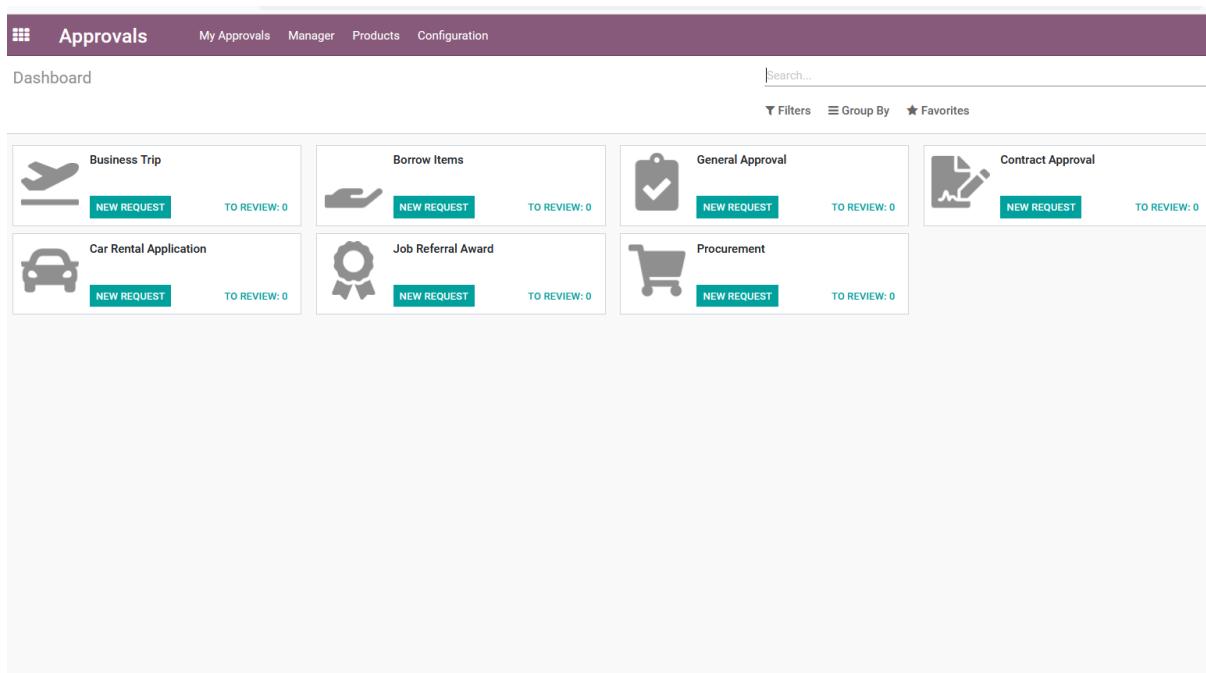 Approvals My Approvals Manager Products Configuration
Dashboard Search...
Filters Group By Favorites
Business Trip
NEW REQUEST TO REVIEW: 0
Borrow Items
NEW REQUEST TO REVIEW: 0
General Approval
NEW REQUEST TO REVIEW: 0
Contract Approval
NEW REQUEST TO REVIEW: 0
Car Rental Application
NEW REQUEST TO REVIEW: 0
Job Referral Award
NEW REQUEST TO REVIEW: 0
Procurement
NEW REQUEST TO REVIEW: 0